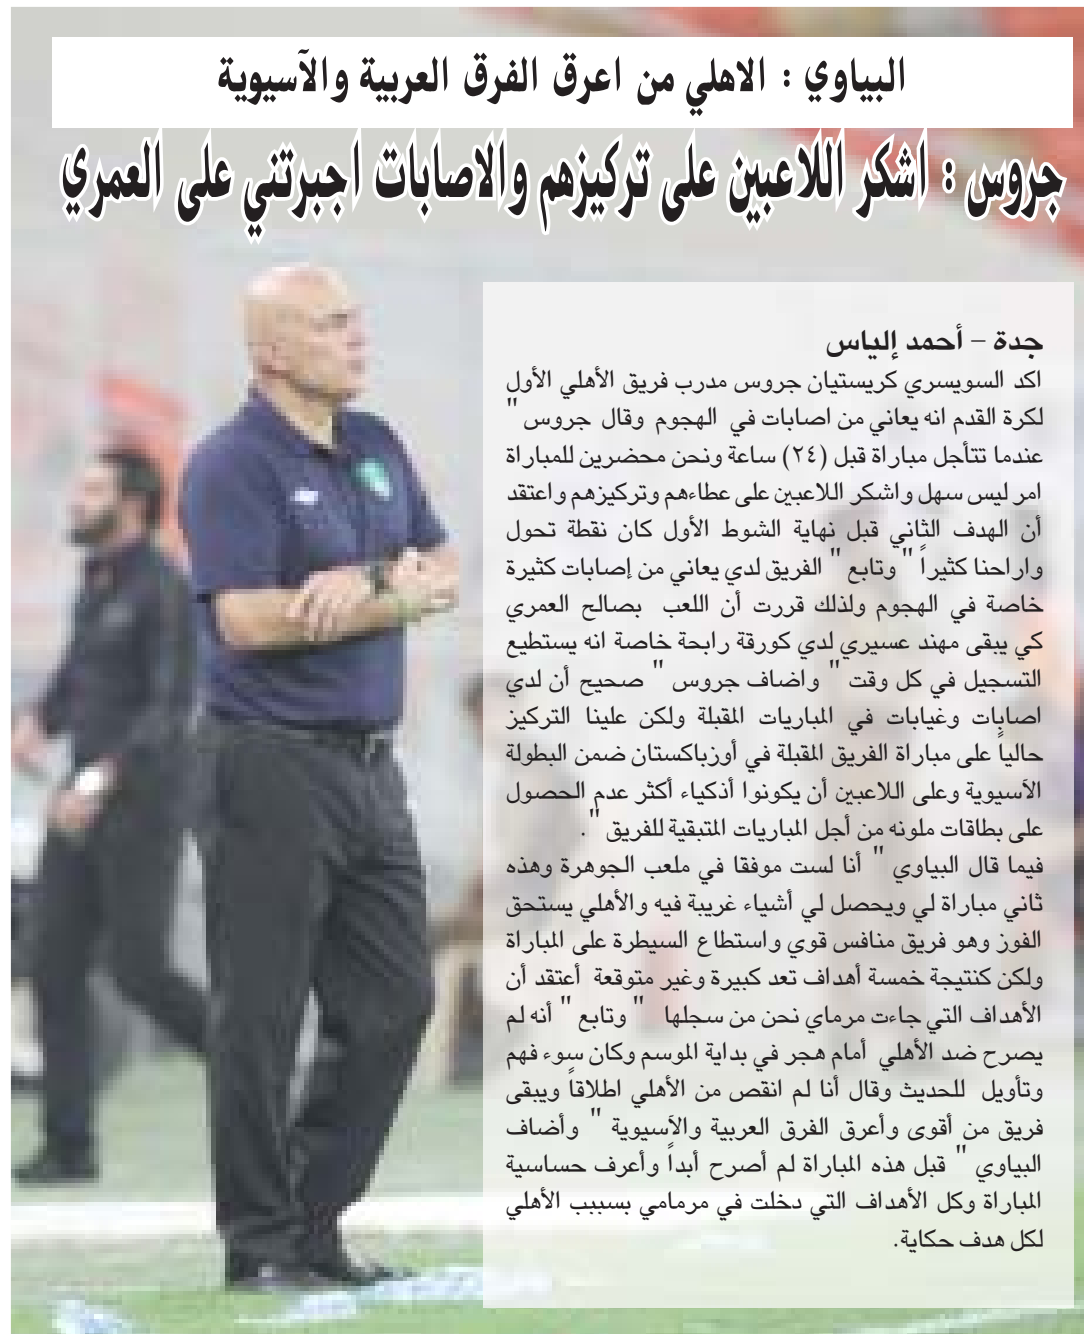 البياوي : الاهلي من اعرق الفرق العربية والآسيوية
جروس : اشكر اللاعبين على تركيزهم والاصابات اجبرتني على العمري
جدة – أحمد إلياس
اكد السويسري كريستيان جروس مدرب فريق الأهلي الأول
لكرة القدم انه يعاني من اصابات في الهجوم وقال جروس "
عندما تتأجل مباراة قبل (٢٤) ساعة ونحن محضرين للمباراة
امر ليس سهل واشكر اللاعبين على عطاءهم وتركيزهم واعتقد
أن الهدف الثاني قبل نهاية الشوط الأول كان نقطة تحول
واراحنا كثيراً " وتابع " الفريق لدي يعاني من إصابات كثيرة
خاصة في الهجوم ولذلك قررت أن اللعب بصالح العمري
كي يبقى مهند عسيري لدي كورقة رابحة خاصة انه يستطيع
التسجيل في كل وقت " واضاف جروس " صحيح أن لدي
اصابات وغيابات في المباريات المقبلة ولكن علينا التركيز
حالياً على مباراة الفريق المقبلة في أوزباكستان ضمن البطولة
الآسيوية وعلى اللاعبين أن يكونوا أذكياء أكثر عدم الحصول
على بطاقات ملونه من أجل المباريات المتبقية للفريق ".
فيما قال البياوي " أنا لست موفقا في ملعب الجوهرة وهذه
ثاني مباراة لي ويحصل لي أشياء غريبة فيه والأهلي يستحق
الفوز وهو فريق منافس قوي واستطاع السيطرة على المباراة
ولكن كنتيجة خمسة أهداف تعد كبيرة وغير متوقعة أعتقد أن
الأهداف التي جاءت مرماي نحن من سجلها " وتابع " أنه لم
يصرح ضد الأهلي أمام هجر في بداية الموسم وكان سوء فهم
وتأويل للحديث وقال أنا لم انقص من الأهلي اطلاقاً ويبقى
فريق من أقوى وأعرق الفرق العربية والآسيوية " وأضاف
البياوي " قبل هذه المباراة لم أصرح أبداً وأعرف حساسية
المباراة وكل الأهداف التي دخلت في مرمامي بسببب الأهلي
لكل هدف حكاية.